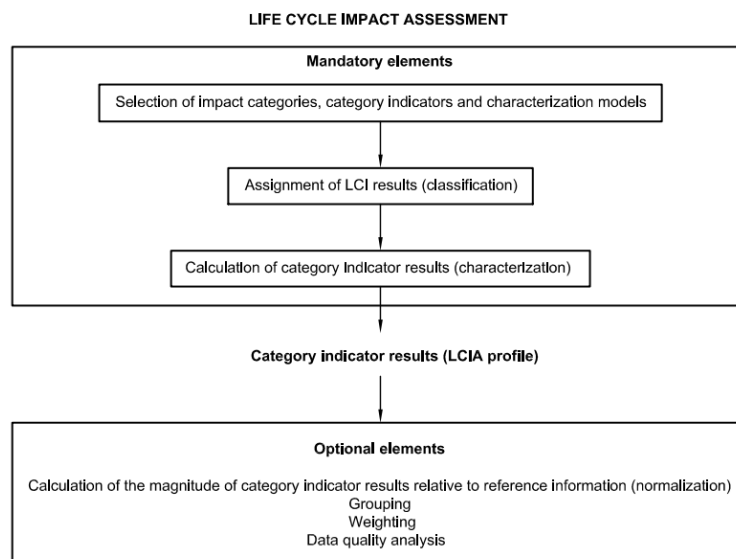 LIFE CYCLE IMPACT ASSESSMENT
Mandatory elements
Selection of impact categories, category indicators and characterization models
Assignment of LCI results (classification)
Calculation of category indicator results (characterization)
Category indicator results (LCIA profile)
Optional elements
Calculation of the magnitude of category indicator results relative to reference information (normalization)
Grouping
Weighting
Data quality analysis